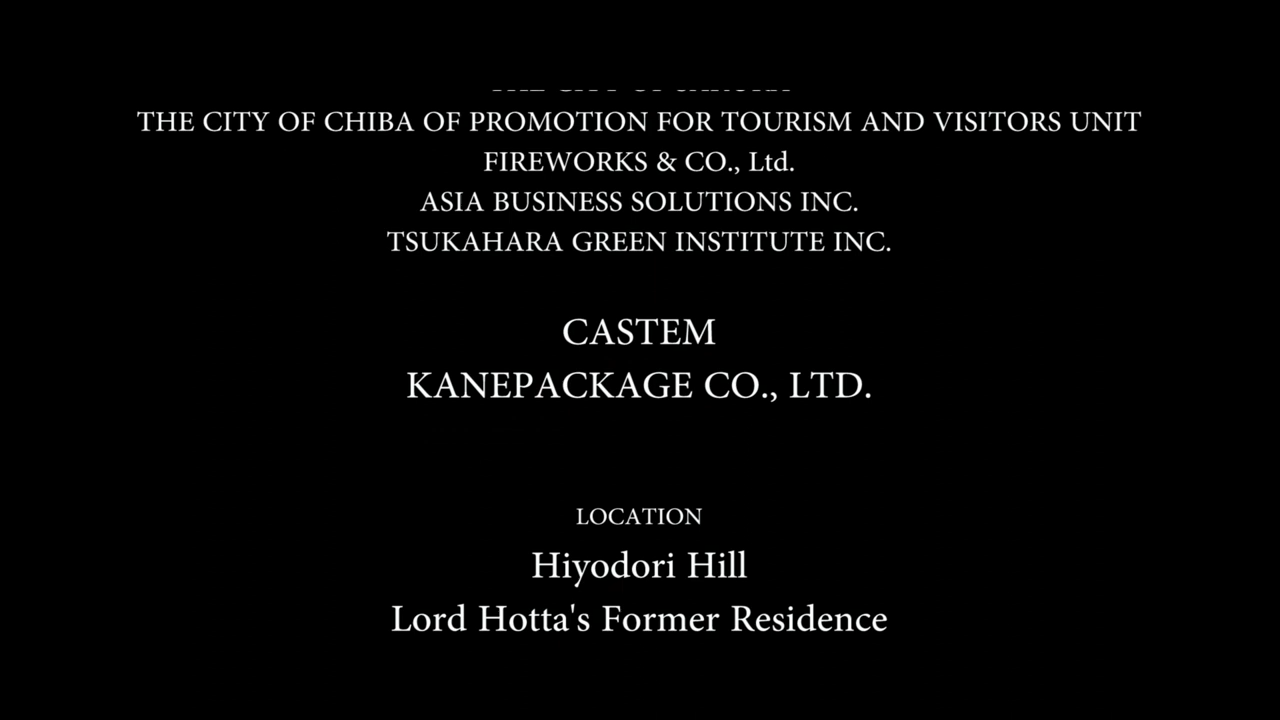 THE CITY OF CHIBA OF PROMOTION FOR TOURISM AND VISITORS UNIT
FIREWORKS & CO., Ltd.
ASIA BUSINESS SOLUTIONS INC.
TSUKAHARA GREEN INSTITUTE INC.
CASTEM
KANEPACKAGE CO., LTD.
LOCATION
Hiyodori Hill
Lord Hotta's Former Residence